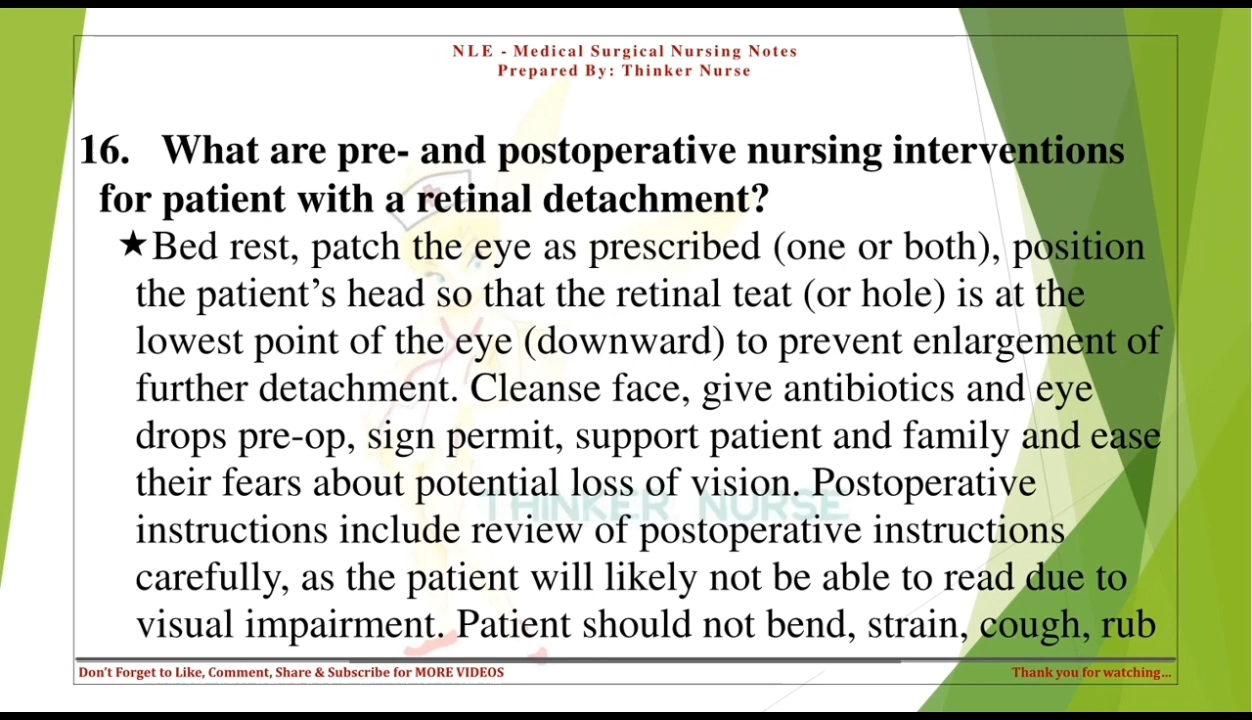 NLE - Medical Surgical Nursing Notes
Prepared By: Thinker Nurse
16. What are pre- and postoperative nursing interventions
for patient with a retinal detachment?
★Bed rest, patch the eye as prescribed (one or both), position
the patient’s head so that the retinal teat (or hole) is at the
lowest point of the eye (downward) to prevent enlargement of
further detachment. Cleanse face, give antibiotics and eye
drops pre-op, sign permit, support patient and family and ease
their fears about potential loss of vision. Postoperative
instructions include review of postoperative instructions
carefully, as the patient will likely not be able to read due to
visual impairment. Patient should not bend, strain, cough, rub
THINKER NURSE
Don’t Forget to Like, Comment, Share & Subscribe for MORE VIDEOS
Thank you for watching...